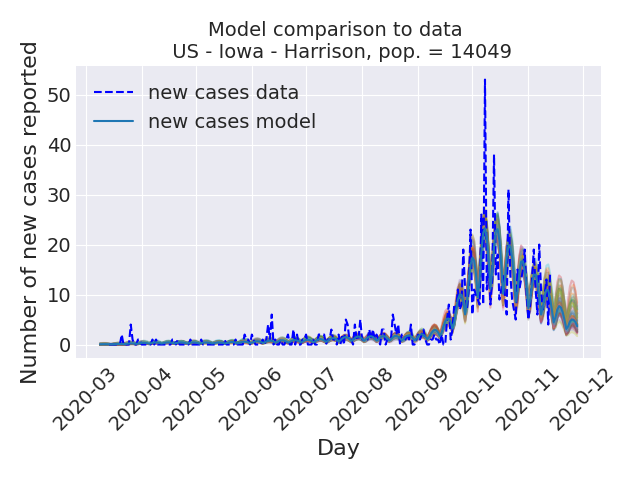 Model comparison to data
US - Iowa - Harrison, pop. = 14049
Number of new cases reported
50
40
30
20
10
0
new cases data
new cases model
2020-03
2020-04
2020-05
2020-06
2020-07
2020-08
2020-09
2020-10
2020-11
2020-12
Day